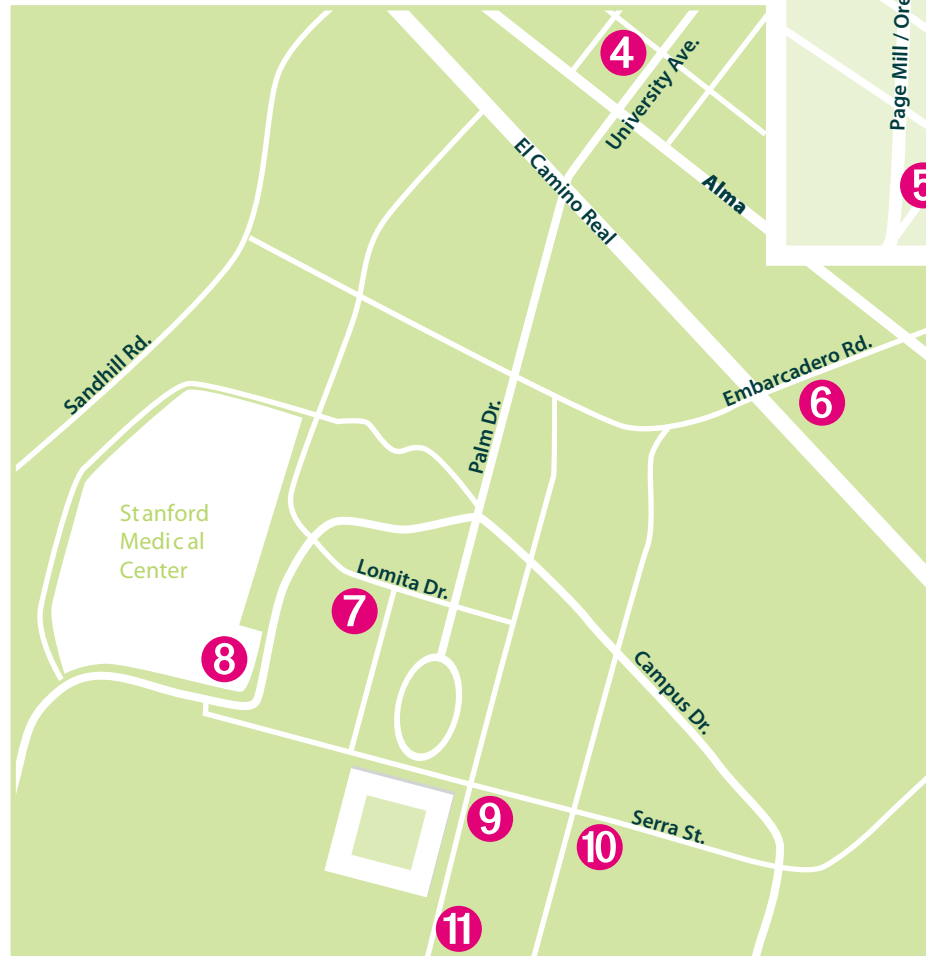 4
University Ave.
Page Mill / Ore
El Camino Real
Alma
5
Sandhill Rd.
Embarcadero Rd.
6
Palm Dr.
Stanford
Medical
Center
Lomita Dr.
7
8
Campus Dr.
9
Serra St.
10
11